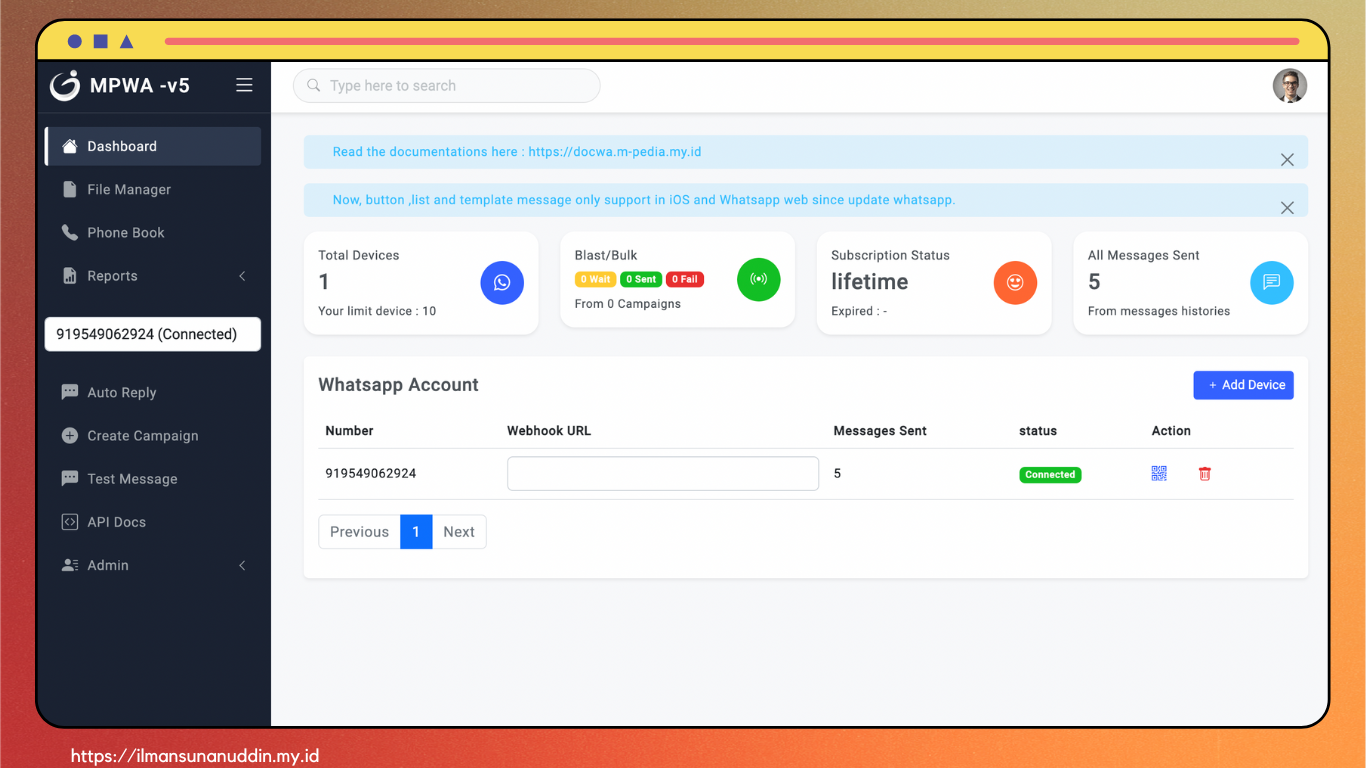 MPWA -v5
Type here to search
Dashboard
File Manager
Phone Book
Reports
919549062924 (Connected)
Auto Reply
Create Campaign
Test Message
API Docs
Admin
Read the documentations here : https://docwa.m-pedia.my.id
Now, button ,list and template message only support in iOS and Whatsapp web since update whatsapp.
Total Devices
1
Your limit device : 10
Blast/Bulk
0 Wait 0 Sent 0 Fail
From 0 Campaigns
Subscription Status
lifetime
Expired : -
All Messages Sent
5
From messages histories
Whatsapp Account
+ Add Device
Number Webhook URL Messages Sent status Action
919549062924 5 Connected
Previous 1 Next
https://ilmansunanuddin.my.id